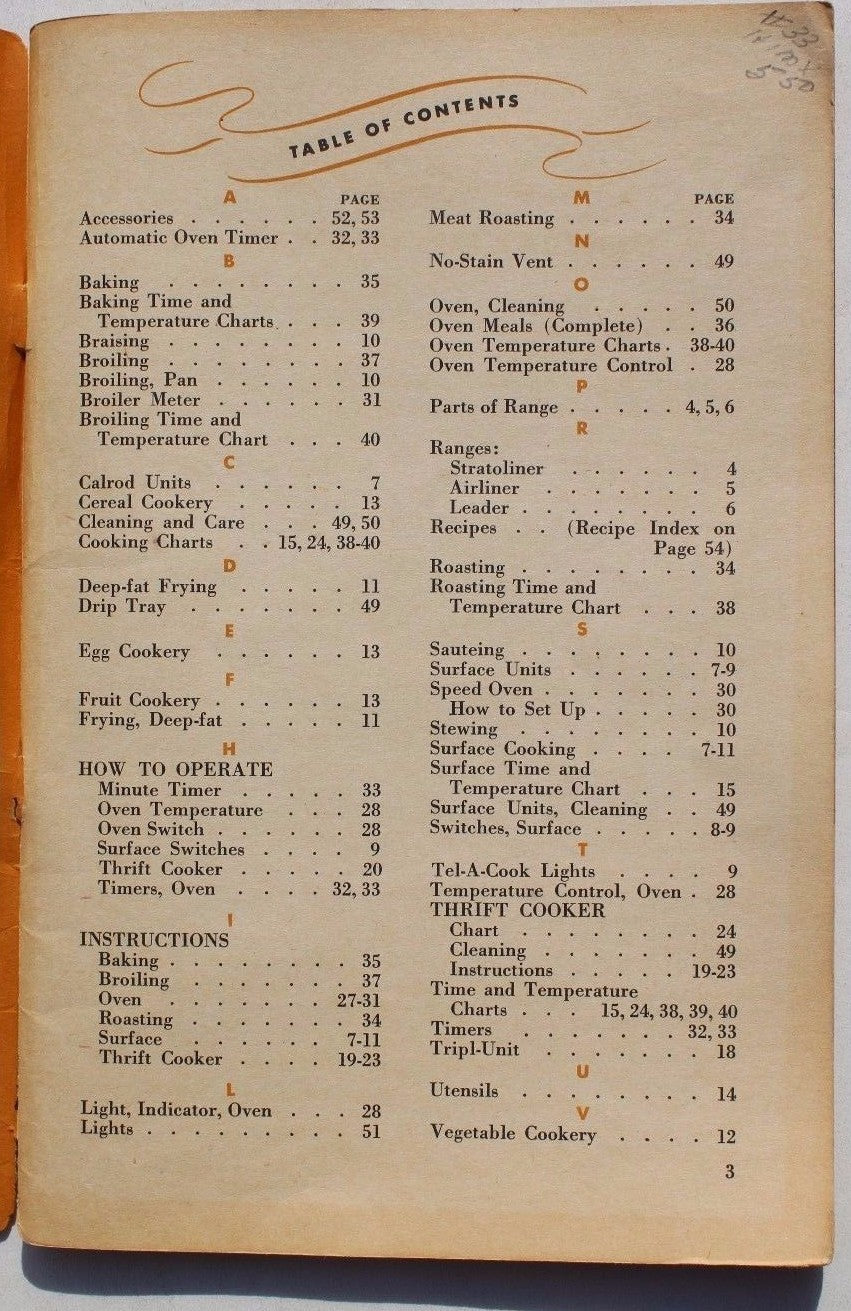 TABLE OF CONTENTS
A PAGE
Accessories . . . . . . 52, 53
Automatic Oven Timer . . 32, 33
B
Baking . . . . . . . . 35
Baking Time and
Temperature Charts . . . 39
Braising . . . . . . . . 10
Broiling . . . . . . . . 37
Broiling, Pan . . . . . . 10
Broiler Meter . . . . . . 31
Broiling Time and
Temperature Chart . . . 40
C
Calrod Units . . . . . . 7
Cereal Cookery . . . . . 13
Cleaning and Care . . . 49, 50
Cooking Charts . . 15, 24, 38-40
D
Deep-fat Frying . . . . . 11
Drip Tray . . . . . . . 49
E
Egg Cookery . . . . . . 13
F
Fruit Cookery . . . . . . 13
Frying, Deep-fat . . . . . 11
H
HOW TO OPERATE
Minute Timer . . . . . 33
Oven Temperature . . . 28
Oven Switch . . . . . . 28
Surface Switches . . . . 9
Thrift Cooker . . . . . 20
Timers, Oven . . . . 32, 33
I
INSTRUCTIONS
Baking . . . . . . . . 35
Broiling . . . . . . . 37
Oven . . . . . . . 27-31
Roasting . . . . . . . 34
Surface . . . . . . 7-11
Thrift Cooker . . . . 19-23
L
Light, Indicator, Oven . . . 28
Lights . . . . . . . . . 51
M PAGE
Meat Roasting . . . . . . 34
N
No-Stain Vent . . . . . . 49
O
Oven, Cleaning . . . . . 50
Oven Meals (Complete) . . 36
Oven Temperature Charts . 38-40
Oven Temperature Control . 28
P
Parts of Range . . . . . 4, 5, 6
R
Ranges:
Stratoliner . . . . . . 4
Airliner . . . . . . . 5
Leader . . . . . . . . 6
Recipes . . (Recipe Index on
Page 54)
Roasting . . . . . . . . 34
Roasting Time and
Temperature Chart . . . 38
S
Sauteing . . . . . . . . 10
Surface Units . . . . . . 7-9
Speed Oven . . . . . . . 30
How to Set Up . . . . . 30
Stewing . . . . . . . . 10
Surface Cooking . . . . 7-11
Surface Time and
Temperature Chart . . . 15
Surface Units, Cleaning . . 49
Switches, Surface . . . . . 8-9
T
Tel-A-Cook Lights . . . . 9
Temperature Control, Oven . 28
THRIFT COOKER
Chart . . . . . . . . 24
Cleaning . . . . . . . 49
Instructions . . . . . 19-23
Time and Temperature
Charts . . . 15, 24, 38, 39, 40
Timers . . . . . . . 32, 33
Tripl-Unit . . . . . . . 18
U
Utensils . . . . . . . . 14
V
Vegetable Cookery . . . . 12
3